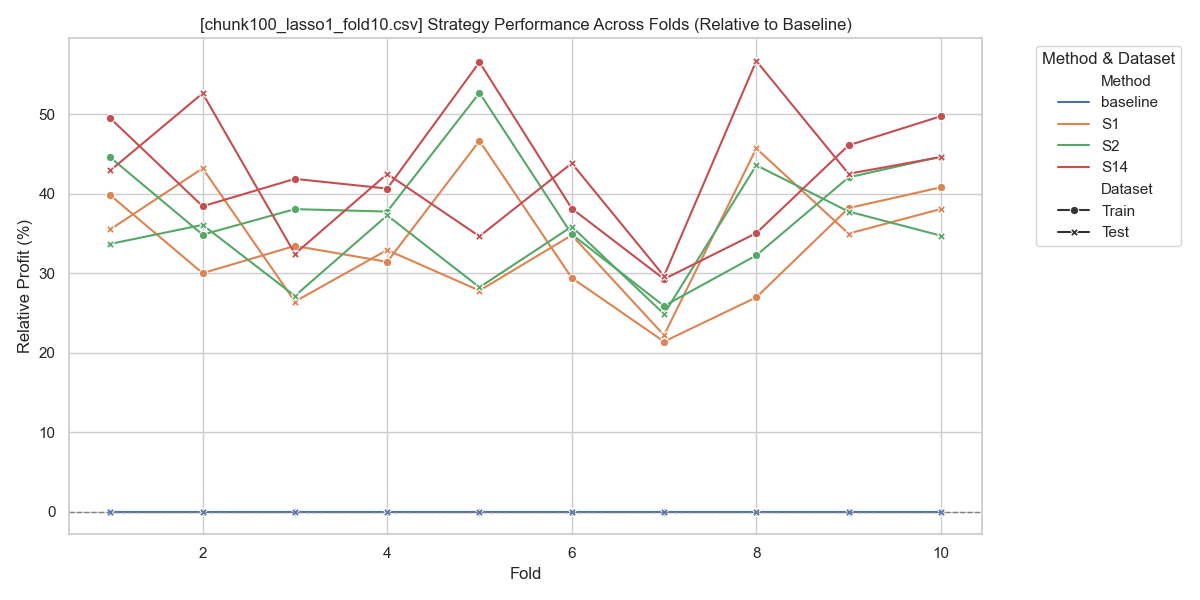 [chunk100_lasso1_fold10.csv] Strategy Performance Across Folds (Relative to Baseline)
Relative Profit (%)
50
40
30
20
10
0
2
4
6
8
10
Fold
Method & Dataset
Method
baseline
S1
S2
S14
Dataset
Train
Test